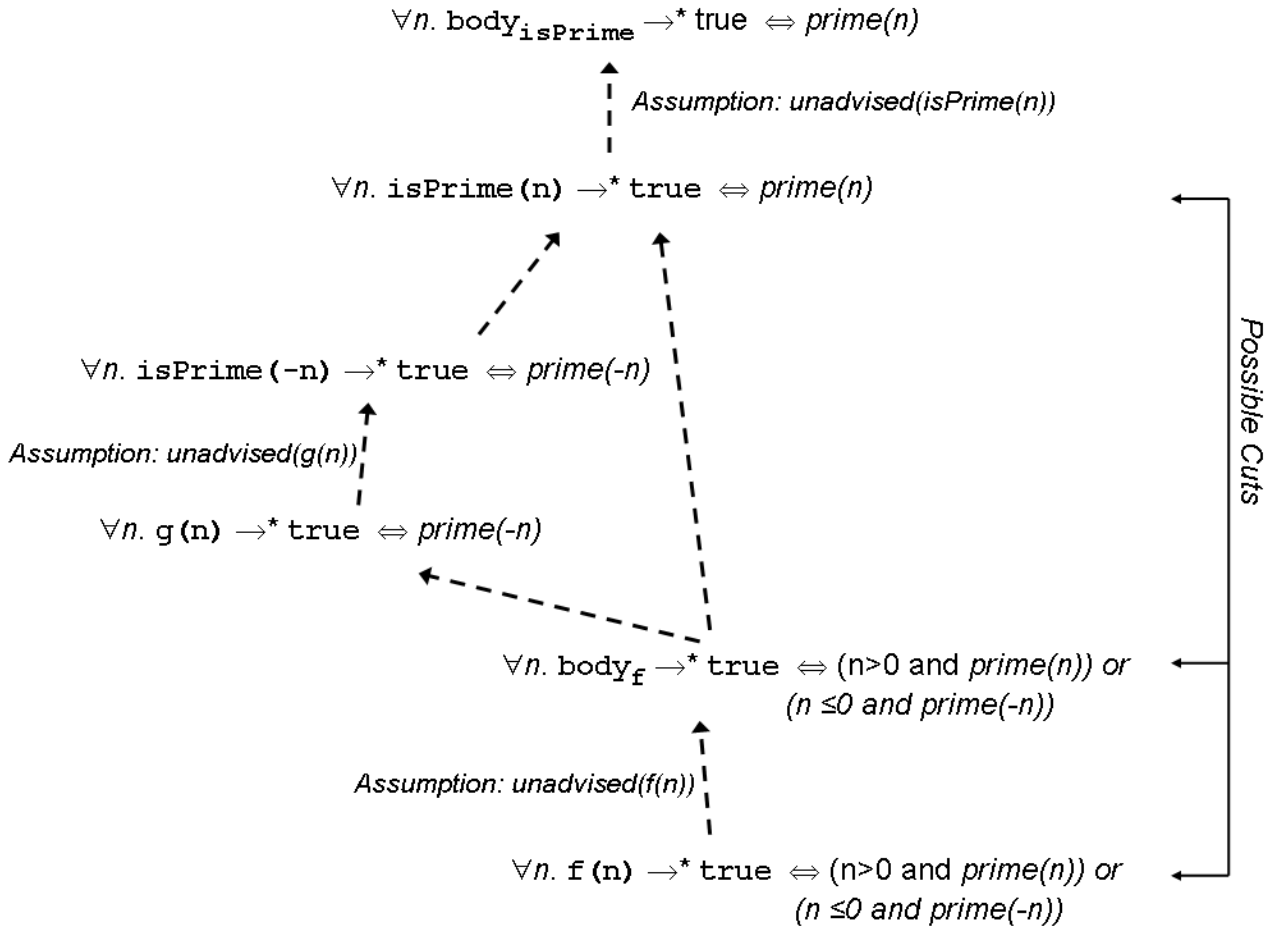 ∀n. body_isPrime →* true ⇔ prime(n)
Assumption: unadvised(isPrime(n))
∀n. isPrime(n) →* true ⇔ prime(n)
∀n. isPrime(-n) →* true ⇔ prime(-n)
Assumption: unadvised(g(n))
∀n. g(n) →* true ⇔ prime(-n)
∀n. body_f →* true ⇔ (n>0 and prime(n)) or
(n ≤0 and prime(-n))
Assumption: unadvised(f(n))
∀n. f(n) →* true ⇔ (n>0 and prime(n)) or
(n ≤0 and prime(-n))
Possible Cuts